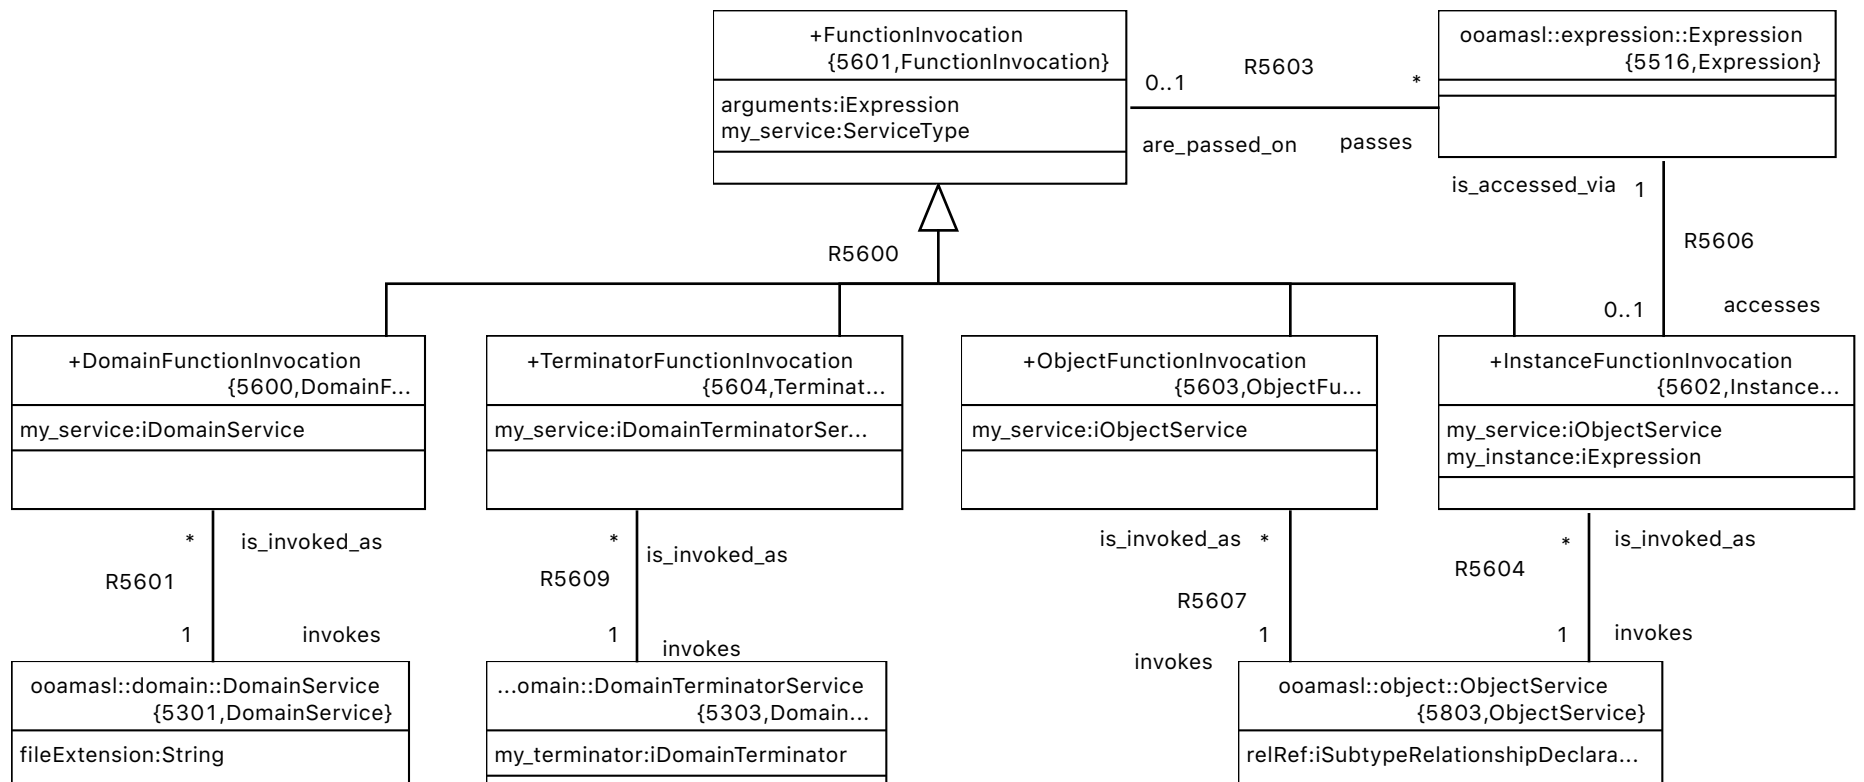 +FunctionInvocation
{5601,FunctionInvocation}
arguments:iExpression
my_service:ServiceType
0..1
R5603
*
are_passed_on
passes
ooamasl::expression::Expression
{5516,Expression}
is_accessed_via
1
R5606
0..1
accesses
R5600
+DomainFunctionInvocation
{5600,DomainF...
my_service:iDomainService
+TerminatorFunctionInvocation
{5604,Terminat...
my_service:iDomainTerminatorSer...
+ObjectFunctionInvocation
{5603,ObjectFu...
my_service:iObjectService
+InstanceFunctionInvocation
{5602,Instance...
my_service:iObjectService
my_instance:iExpression
*
is_invoked_as
R5601
1
invokes
*
is_invoked_as
R5609
1
invokes
is_invoked_as
*
R5607
1
invokes
*
is_invoked_as
R5604
1
invokes
ooamasl::domain::DomainService
{5301,DomainService}
fileExtension:String
...omain::DomainTerminatorService
{5303,Domain...
my_terminator:iDomainTerminator
ooamasl::object::ObjectService
{5803,ObjectService}
relRef:iSubtypeRelationshipDeclara...